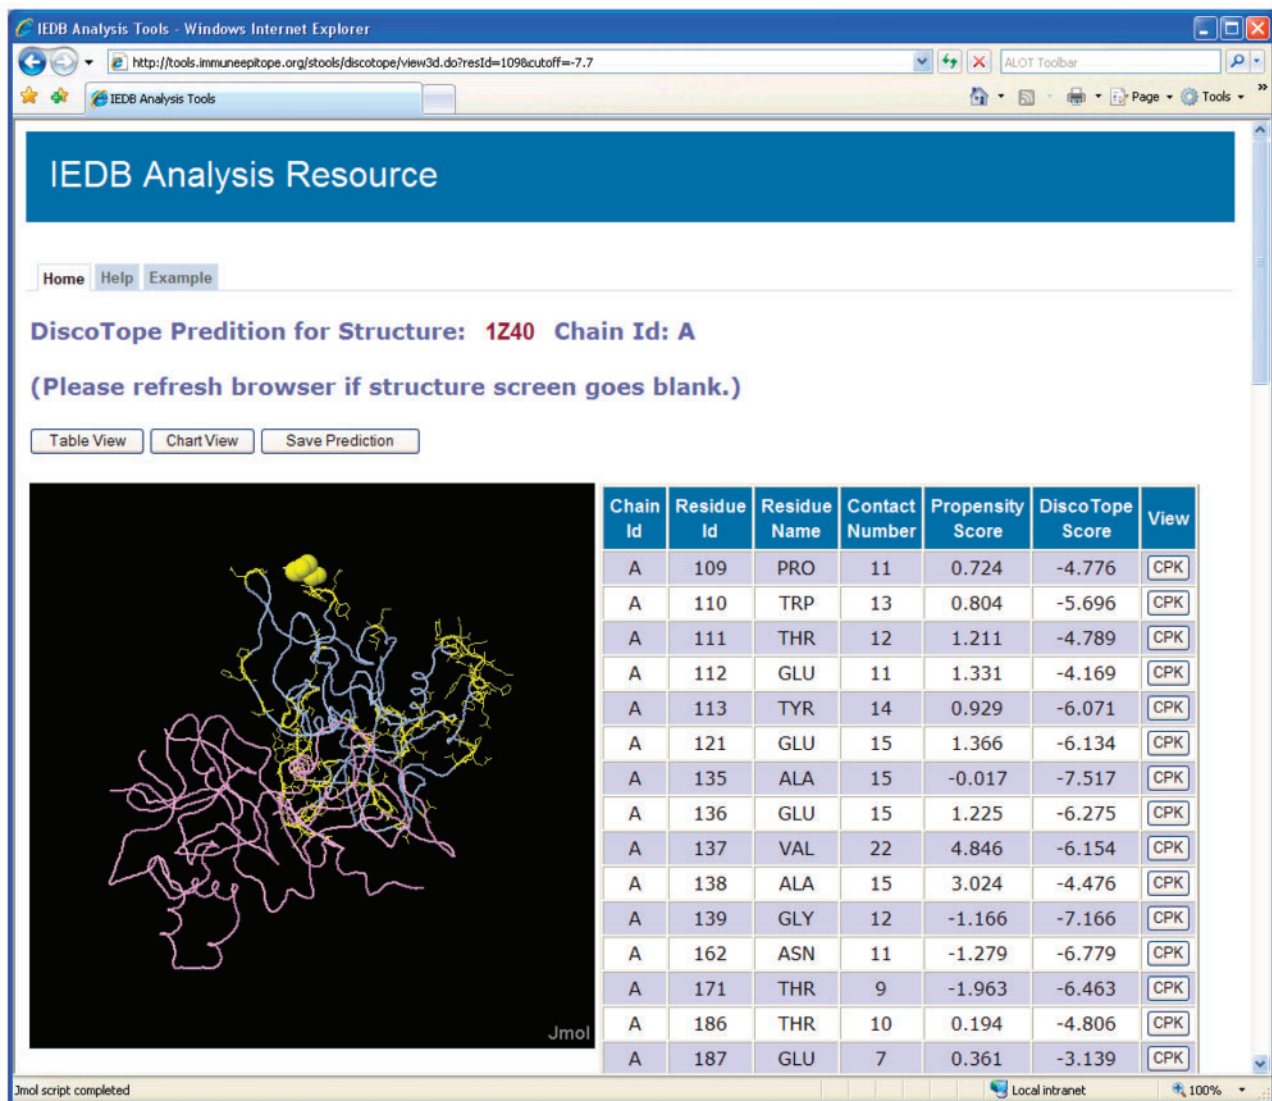 IEDB Analysis Tools - Windows Internet Explorer
http://tools.immuneepitope.org/stools/discotope/view3d.do?resId=109&cutoff=-7.7
ALOT Toolbar
IEDB Analysis Tools
Page
Tools
IEDB Analysis Resource
Home Help Example
DiscoTope Predition for Structure: 1Z40 Chain Id: A
(Please refresh browser if structure screen goes blank.)
Table View Chart View Save Prediction
Chain Id Residue Id Residue Name Contact Number Propensity Score DiscoTope Score View
A 109 PRO 11 0.724 -4.776 CPK
A 110 TRP 13 0.804 -5.696 CPK
A 111 THR 12 1.211 -4.789 CPK
A 112 GLU 11 1.331 -4.169 CPK
A 113 TYR 14 0.929 -6.071 CPK
A 121 GLU 15 1.366 -6.134 CPK
A 135 ALA 15 -0.017 -7.517 CPK
A 136 GLU 15 1.225 -6.275 CPK
A 137 VAL 22 4.846 -6.154 CPK
A 138 ALA 15 3.024 -4.476 CPK
A 139 GLY 12 -1.166 -7.166 CPK
A 162 ASN 11 -1.279 -6.779 CPK
A 171 THR 9 -1.963 -6.463 CPK
A 186 THR 10 0.194 -4.806 CPK
A 187 GLU 7 0.361 -3.139 CPK
Jmol
Jmol script completed
Local intranet
100%